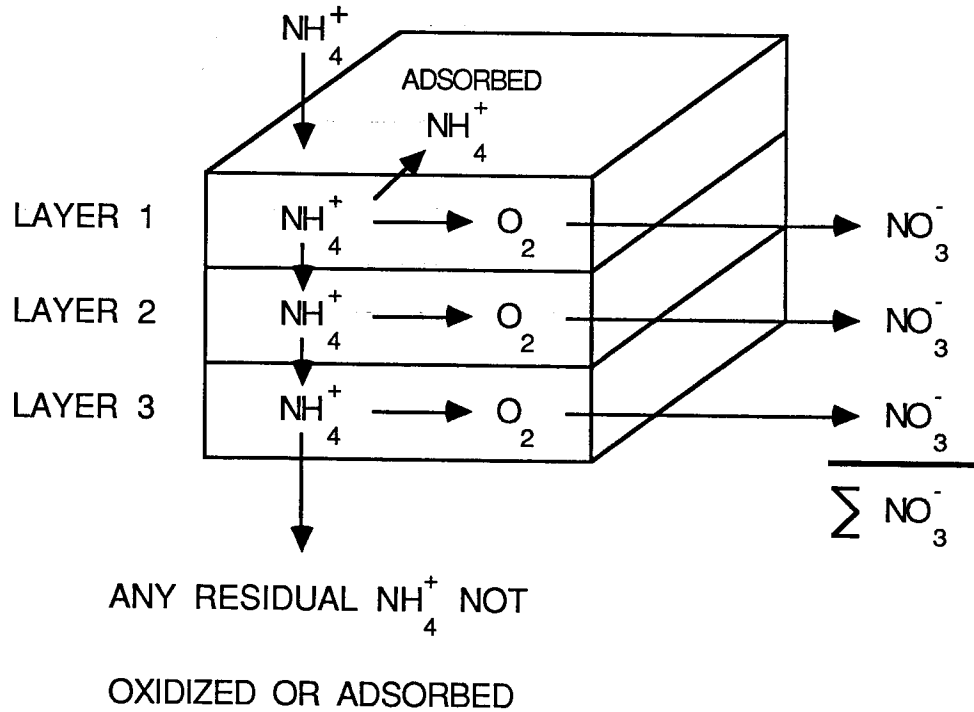 NH4+
ADSORBED
NH4+
LAYER 1 NH4+ O2 NO3-
LAYER 2 NH4+ O2 NO3-
LAYER 3 NH4+ O2 NO3-
∑ NO3-
ANY RESIDUAL NH4+ NOT
OXIDIZED OR ADSORBED